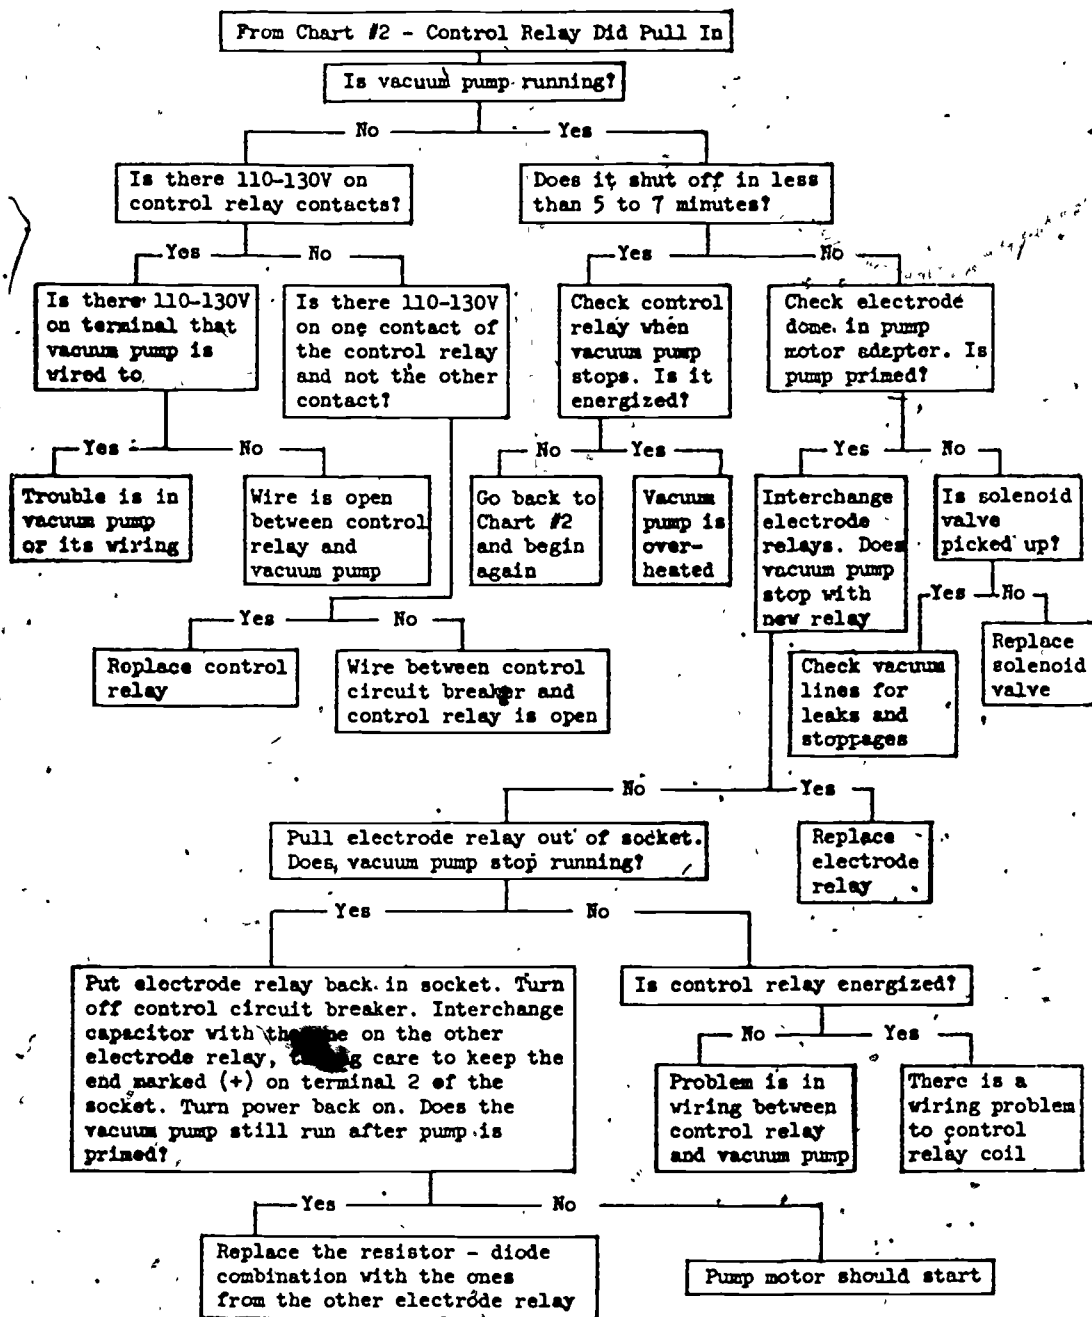 From Chart #2 - Control Relay Did Pull In
Is vacuum pump running?
No
Yes
Is there 110-130V on
control relay contacts?
Does it shut off in less
than 5 to 7 minutes?
Yes
No
Yes
No
Is there 110-130V
on terminal that
vacuum pump is
wired to
Is there 110-130V
on one contact of
the control relay
and not the other
contact?
Check control
relay when
vacuum pump
stops. Is it
energized?
Check electrode
dome in pump
motor adapter. Is
pump primed?
Yes
No
No
Yes
Yes
No
Trouble is in
vacuum pump
or its wiring
Wire is open
between control
relay and
vacuum pump
Go back to
Chart #2
and begin
again
Vacuum
pump is
over-
heated
Interchange
electrode
relays. Does
vacuum pump
stop with
new relay
Is solenoid
valve
picked up?
Yes
No
Yes
No
Replace control
relay
Wire between control
circuit breaker and
control relay is open
Check vacuum
lines for
leaks and
stoppages
Replace
solenoid
valve
No
Yes
Pull electrode relay out of socket.
Does vacuum pump stop running?
Replace
electrode
relay
Yes
No
Put electrode relay back in socket. Turn
off control circuit breaker. Interchange
capacitor with the on the other
electrode relay, care to keep the
end marked (+) on terminal 2 of the
socket. Turn power back on. Does the
vacuum pump still run after pump is
primed?
Is control relay energized?
No
Yes
Problem is in
wiring between
control relay
and vacuum pump
There is a
wiring problem
to control
relay coil
Yes
No
Replace the resistor - diode
combination with the ones
from the other electrode relay
Pump motor should start